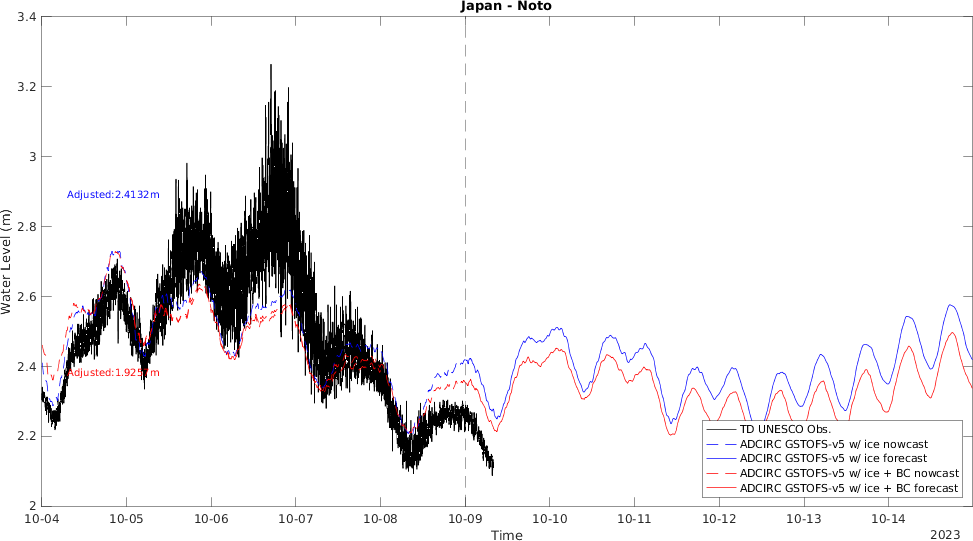 Japan - Noto
3.4
3.2
3
2.8
2.6
2.4
2.2
2
Water Level (m)
Adjusted:2.4132m
TD UNESCO Obs.
ADCIRC GSTOFS-v5 w/ ice nowcast
ADCIRC GSTOFS-v5 w/ ice forecast
ADCIRC GSTOFS-v5 w/ ice + BC nowcast
ADCIRC GSTOFS-v5 w/ ice + BC forecast
10-04 10-05 10-06 10-07 10-08 10-09 10-10 10-11 10-12 10-13 10-14
Time
2023